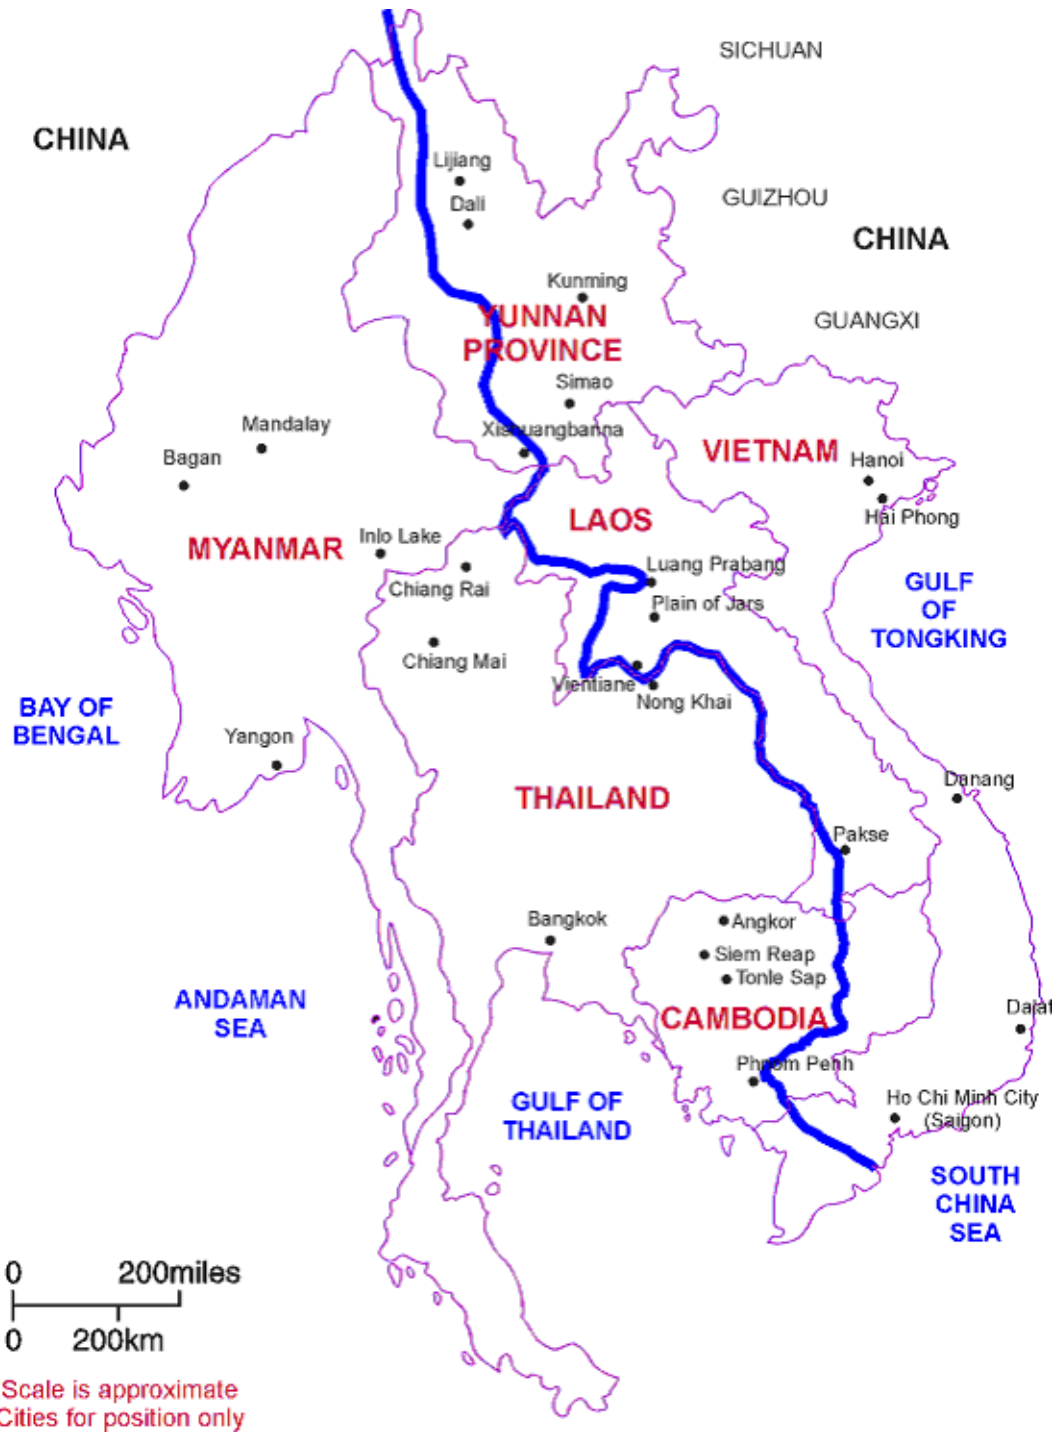 SICHUAN
CHINA
Lijiang
Dali
GUIZHOU
CHINA
Kunming
YUNNAN
PROVINCE
GUANGXI
Simao
Mandalay
Xishuangbanna
VIETNAM
Hanoi
Bagan
Hai Phong
LAOS
MYANMAR
Inlo Lake
Luang Prabang
Chiang Rai
Plain of Jars
GULF
OF
TONGKING
Chiang Mai
Vientiane
Nong Khai
BAY OF
BENGAL
Yangon
THAILAND
Danang
Pakse
Bangkok
Angkor
Siem Reap
Tonle Sap
ANDAMAN
SEA
CAMBODIA
Dalat
Phnom Penh
GULF OF
THAILAND
Ho Chi Minh City
(Saigon)
SOUTH
CHINA
SEA
0 200miles
0 200km
Scale is approximate
Cities for position only